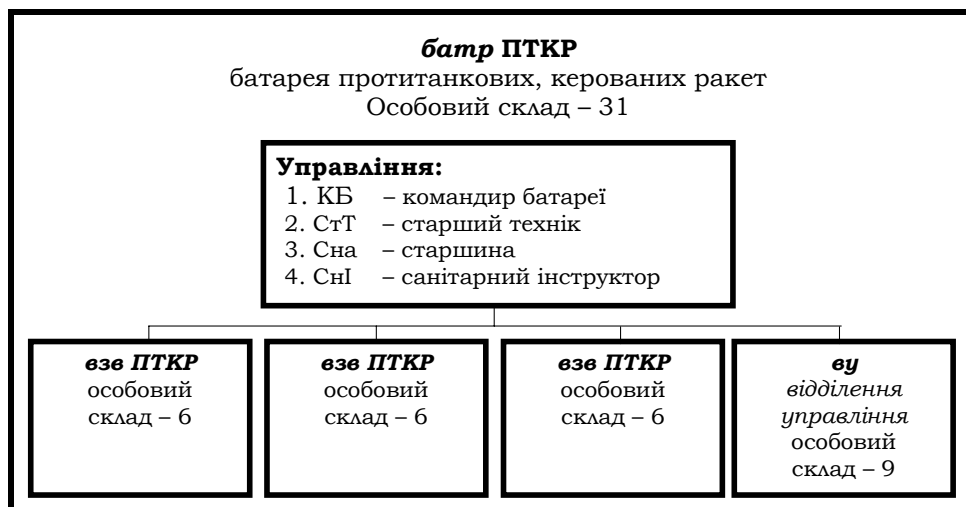 батр ПТКР
батарея протитанкових, керованих ракет
Особовий склад – 31
Управління:
1. КБ – командир батареї
2. СтТ – старший технік
3. Сна – старшина
4. СнІ – санітарний інструктор
взв ПТКР
особовий
склад – 6
взв ПТКР
особовий
склад – 6
взв ПТКР
особовий
склад – 6
ву
відділення
управління
особовий
склад – 9